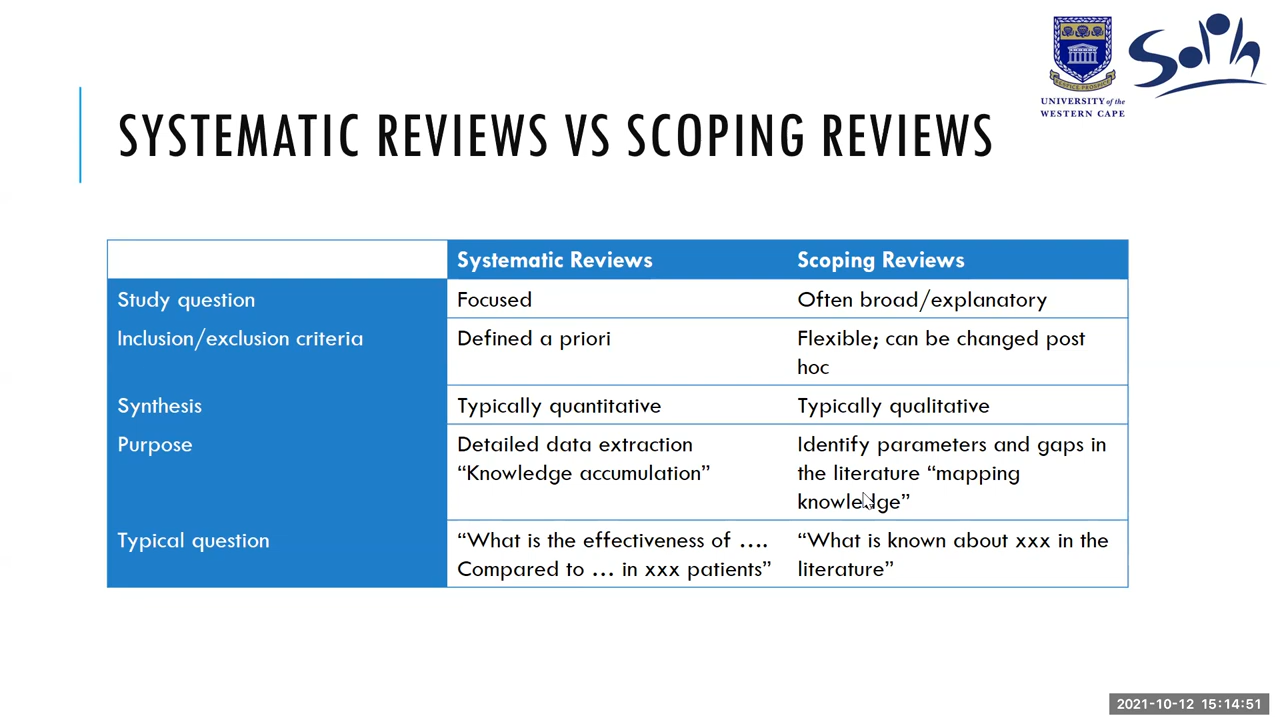 UNIVERSITY of the
WESTERN CAPE
SoPh
SYSTEMATIC REVIEWS VS SCOPING REVIEWS
Systematic Reviews Scoping Reviews
Study question Focused Often broad/explanatory
Inclusion/exclusion criteria Defined a priori Flexible; can be changed post
hoc
Synthesis Typically quantitative Typically qualitative
Purpose Detailed data extraction Identify parameters and gaps in
“Knowledge accumulation” the literature “mapping
knowledge”
Typical question “What is the effectiveness of …. “What is known about xxx in the
Compared to … in xxx patients” literature”
2021-10-12 15:14:51